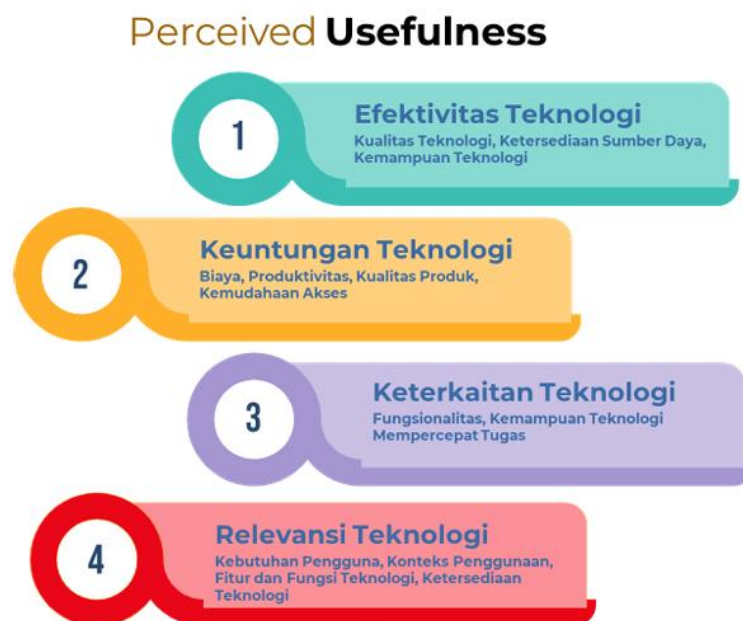 Perceived Usefulness
1
Efektivitas Teknologi
Kualitas Teknologi, Ketersediaan Sumber Daya,
Kemampuan Teknologi
2
Keuntungan Teknologi
Biaya, Produktivitas, Kualitas Produk,
Kemudahaan Akses
3
Keterkaitan Teknologi
Fungsionalitas, Kemampuan Teknologi
Mempercepat Tugas
4
Relevansi Teknologi
Kebutuhan Pengguna, Konteks Penggunaan,
Fitur dan Fungsi Teknologi, Ketersediaan
Teknologi